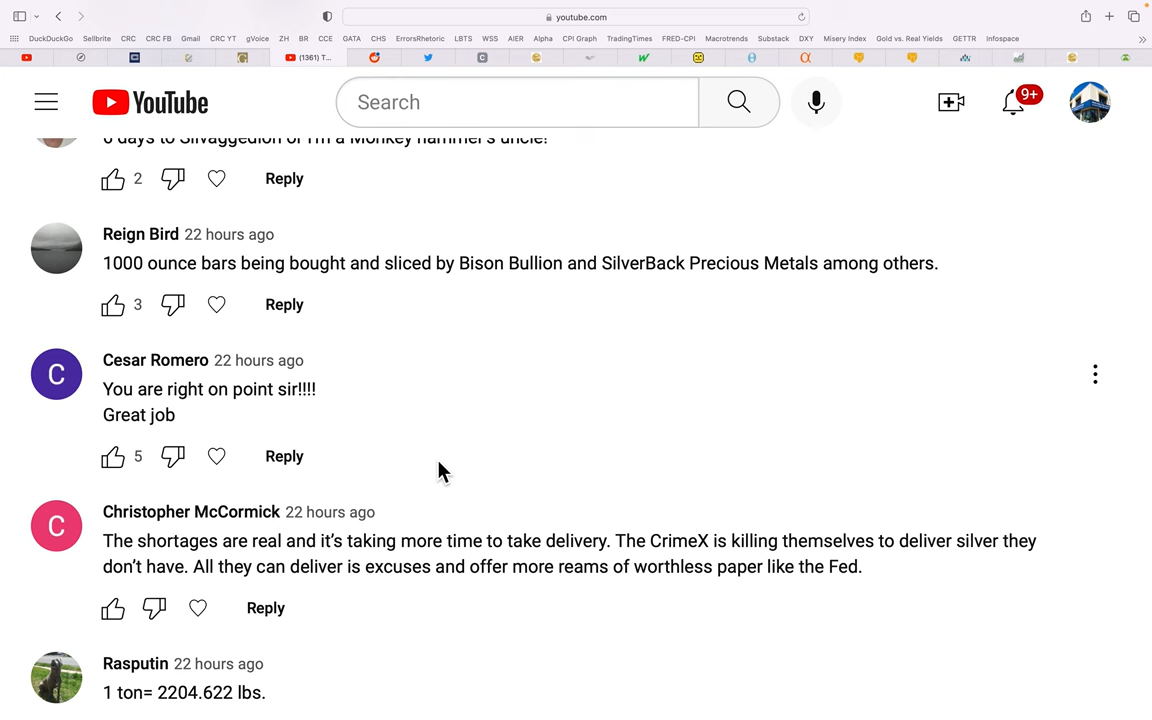 youtube.com
DuckDuckGo Sellbrite CRC CRC FB Gmail CRC YT gVoice ZH BR CCE GATA CHS ErrorsRhetoric LBTS WSS AIER Alpha CPI Graph TradingTimes FRED-CPI Macrotrends Substack DXY Misery Index Gold vs. Real Yields GETTR Infospace
(1361) T...
YouTube
Search
9+
6 days to Silvaggedion or I'm a Monkey hammer's uncle!
2 Reply
Reign Bird 22 hours ago
1000 ounce bars being bought and sliced by Bison Bullion and SilverBack Precious Metals among others.
3 Reply
C
Cesar Romero 22 hours ago
You are right on point sir!!!!
Great job
5 Reply
C
Christopher McCormick 22 hours ago
The shortages are real and it's taking more time to take delivery. The CrimeX is killing themselves to deliver silver they
don't have. All they can deliver is excuses and offer more reams of worthless paper like the Fed.
Reply
Rasputin 22 hours ago
1 ton= 2204.622 lbs.